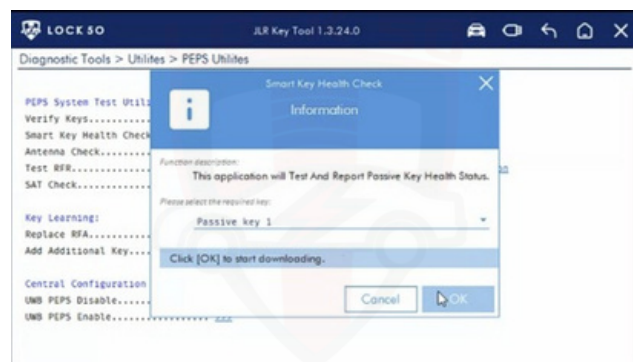 LOCK 50
JLR Key Tool 1.3.24.0
Diagnostic Tools > Utilites > PEPS Utilites
Smart Key Health Check
Information
Function description:
This application will Test And Report Passive Key Health Status.
Please select the required key:
Passive key 1
Click [OK] to start downloading.
Cancel
OK
PEPS System Test Utili
Verify Keys............
Smart Key Health Check
Antenna Check..........
Test RFR...............
SAT Check..............
Key Learning:
Replace RFA............
Add Additional Key.....
Central Configuration
UWB PEPS Disable.......
UWB PEPS Enable.................